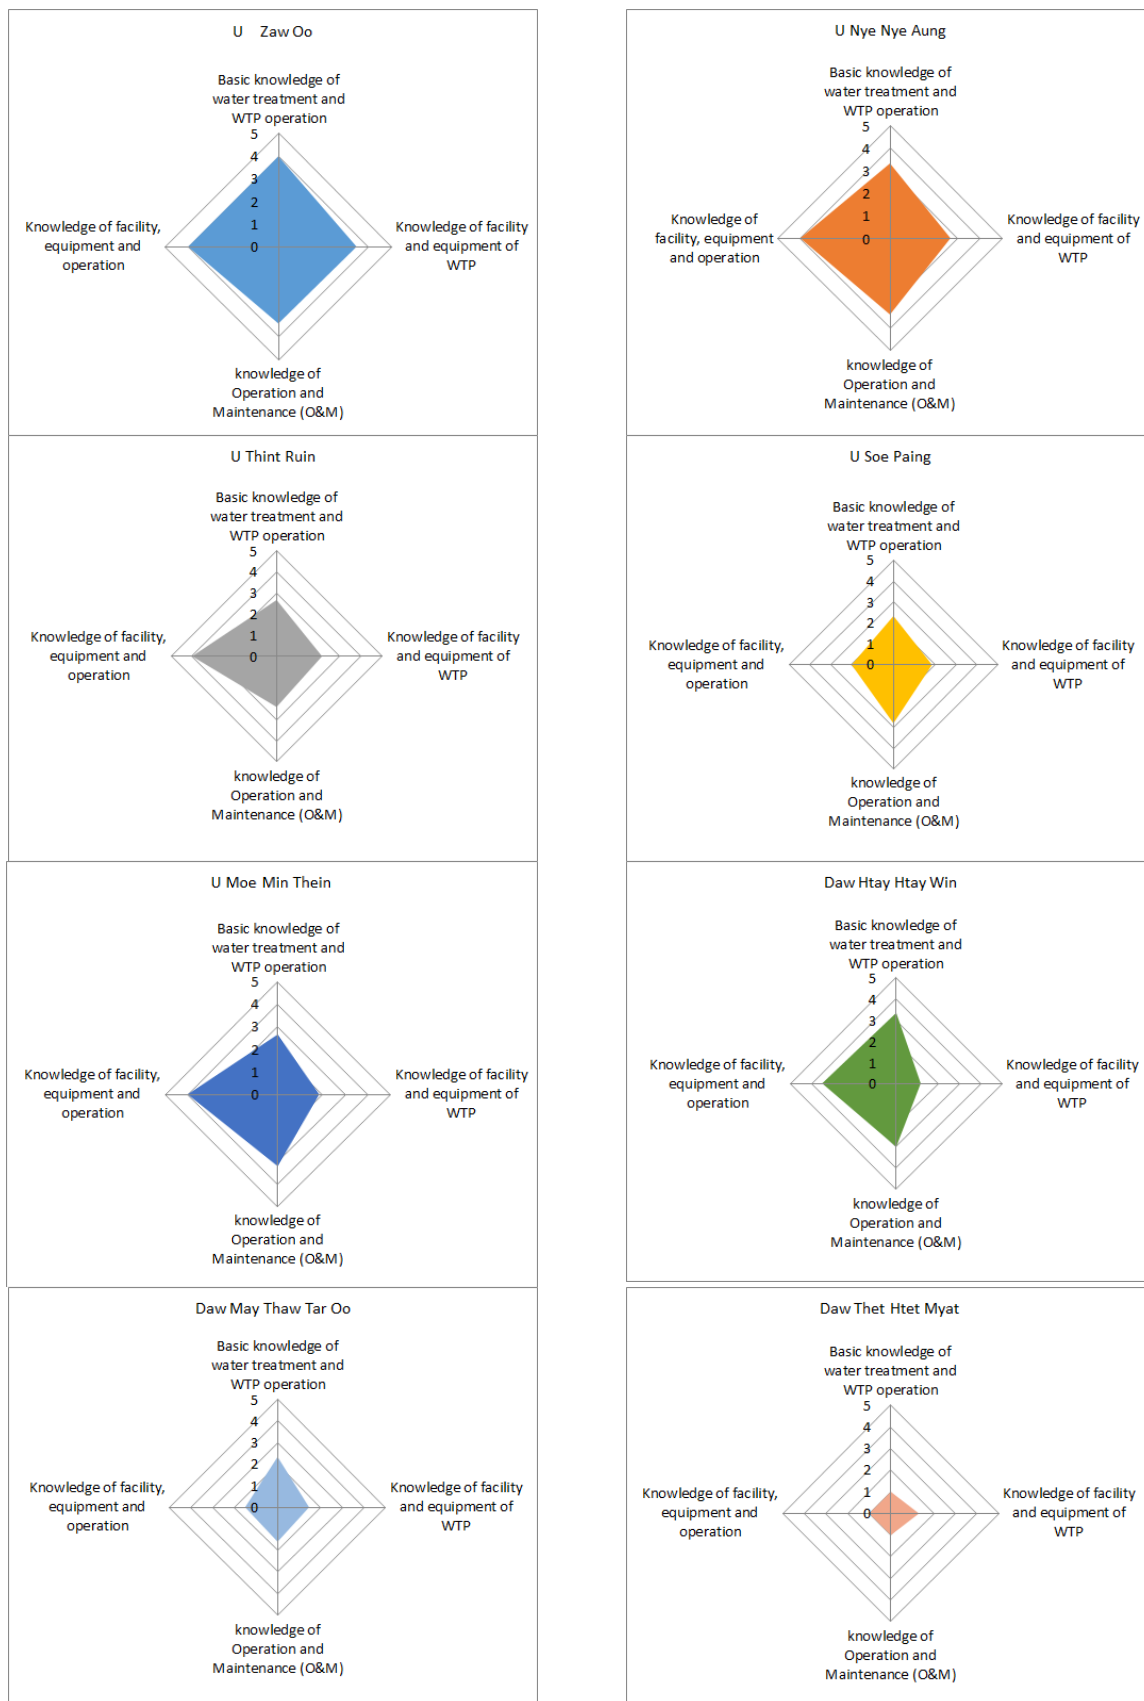 U Zaw Oo
Basic knowledge of
water treatment and
WTP operation
5
4
3
2
1
0
Knowledge of facility,
equipment and
operation
Knowledge of facility
and equipment of
WTP
knowledge of
Operation and
Maintenance (O&M)
U Nye Nye Aung
Basic knowledge of
water treatment and
WTP operation
5
4
3
2
1
0
Knowledge of
facility, equipment
and operation
Knowledge of facility
and equipment of
WTP
knowledge of
Operation and
Maintenance (O&M)
U Thint Ruin
Basic knowledge of
water treatment and
WTP operation
5
4
3
2
1
0
Knowledge of facility,
equipment and
operation
Knowledge of facility
and equipment of
WTP
knowledge of
Operation and
Maintenance (O&M)
U Soe Paing
Basic knowledge of
water treatment and
WTP operation
5
4
3
2
1
0
Knowledge of facility,
equipment and
operation
Knowledge of facility
and equipment of
WTP
knowledge of
Operation and
Maintenance (O&M)
U Moe Min Thein
Basic knowledge of
water treatment and
WTP operation
5
4
3
2
1
0
Knowledge of facility,
equipment and
operation
Knowledge of facility
and equipment of
WTP
knowledge of
Operation and
Maintenance (O&M)
Daw Htay Htay Win
Basic knowledge of
water treatment and
WTP operation
5
4
3
2
1
0
Knowledge of facility,
equipment and
operation
Knowledge of facility
and equipment of
WTP
knowledge of
Operation and
Maintenance (O&M)
Daw May Thaw Tar Oo
Basic knowledge of
water treatment and
WTP operation
5
4
3
2
1
0
Knowledge of facility,
equipment and
operation
Knowledge of facility
and equipment of
WTP
knowledge of
Operation and
Maintenance (O&M)
Daw Thet Htet Myat
Basic knowledge of
water treatment and
WTP operation
5
4
3
2
1
0
Knowledge of facility,
equipment and
operation
Knowledge of facility
and equipment of
WTP
knowledge of
Operation and
Maintenance (O&M)